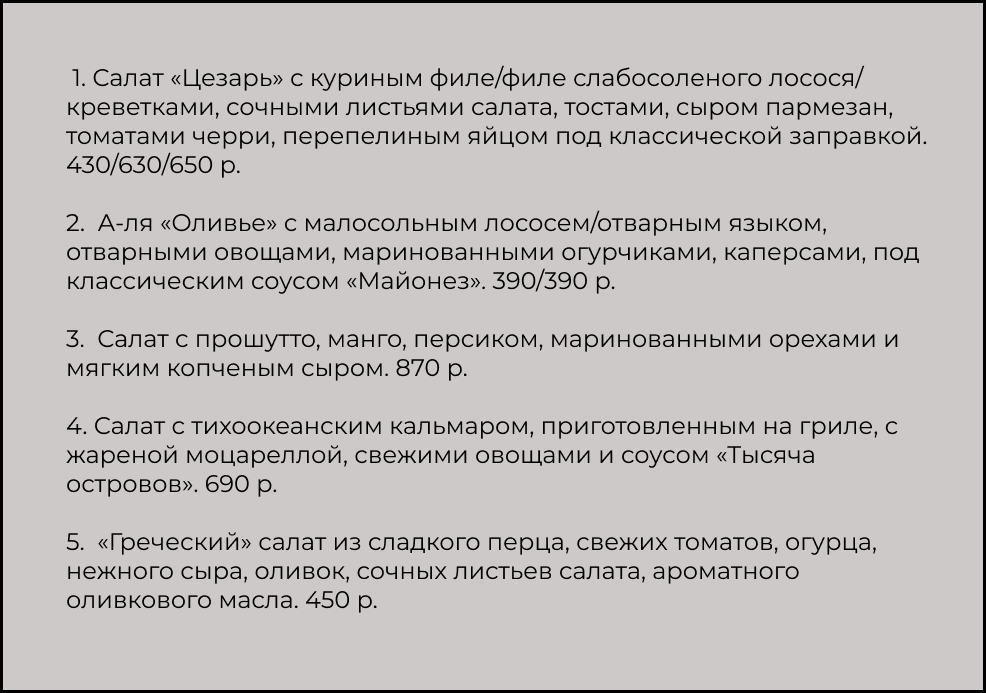 1. Салат «Цезарь» с куриным филе/филе слабосоленого лосося/
креветками, сочными листьями салата, тостами, сыром пармезан,
томатами черри, перепелиным яйцом под классической заправкой.
430/630/650 р.
2. А-ля «Оливье» с малосольным лососем/отварным языком,
отварными овощами, маринованными огурчиками, каперсами, под
классическим соусом «Майонез». 390/390 р.
3. Салат с прошутто, манго, персиком, маринованными орехами и
мягким копченым сыром. 870 р.
4. Салат с тихоокеанским кальмаром, приготовленным на гриле, с
жареной моцареллой, свежими овощами и соусом «Тысяча
островов». 690 р.
5. «Греческий» салат из сладкого перца, свежих томатов, огурца,
нежного сыра, оливок, сочных листьев салата, ароматного
оливкового масла. 450 р.